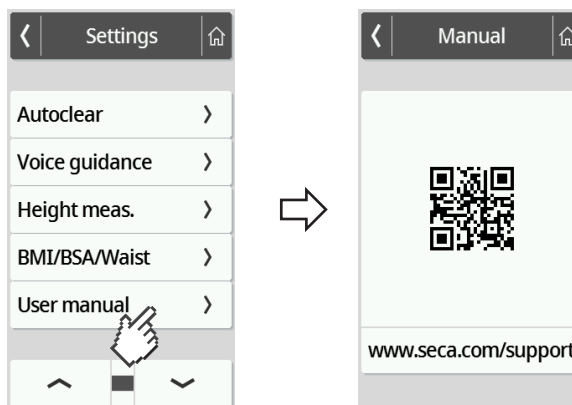 Settings
Autoclear
Voice guidance
Height meas.
BMI/BSA/Waist
User manual
Manual
www.seca.com/support